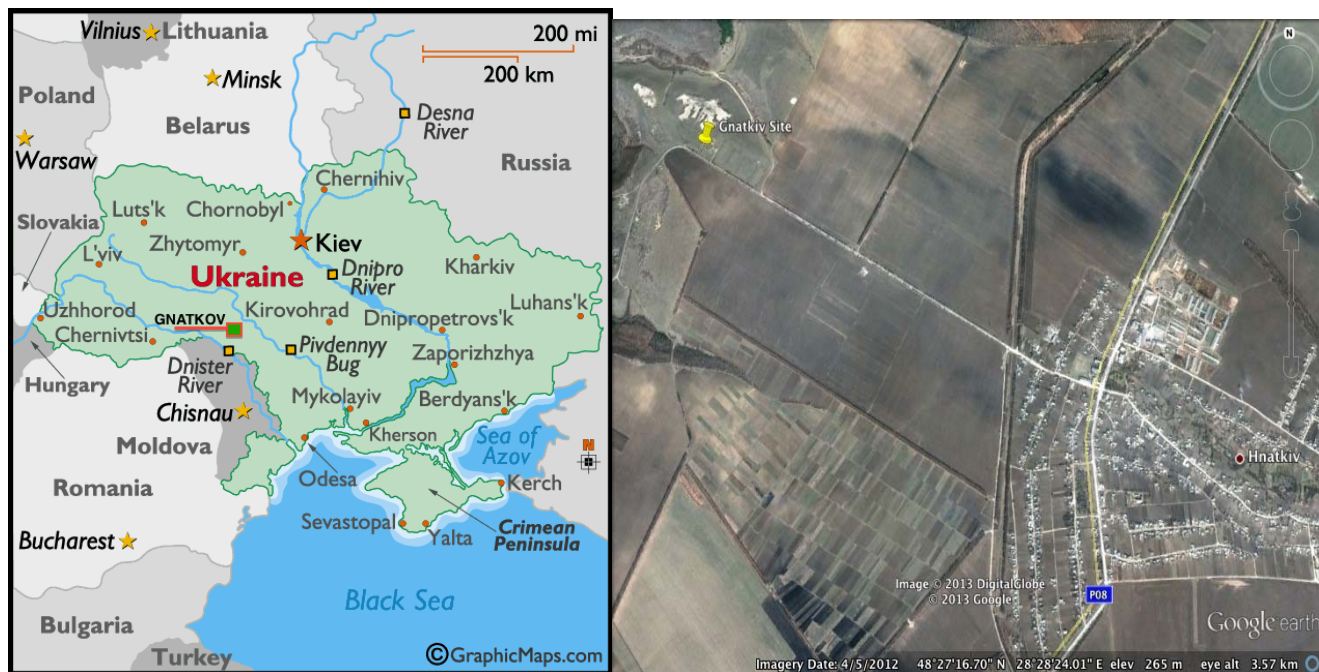 Vilnius
Lithuania
200 mi
200 km
Minsk
Poland
Belarus
Desna
River
Warsaw
Russia
Slovakia
Chernihiv
Luts'k
Chornobyl
Zhytomyr
Kiev
L'viv
Ukraine
Dnipro
River
Kharkiv
Uzhhorod
GNATKOV
Kirovohrad
Luhans'k
Chernivtsi
Dnipropetrovs'k
Pivdennyy
Bug
Dnister
River
Zaporizhzhya
Hungary
Chisnau
Mykolayiv
Berdyans'k
Moldova
Kherson
Sea of
Azov
N
Romania
Odesa
Kerch
Sevastopal
Yalta
Crimean
Peninsula
Bucharest
Black Sea
Bulgaria
Turkey
©GraphicMaps.com
N
Gnatkiv Site
Hnatkiv
Image © 2013 DigitalGlobe
© 2013 Google
P08
Google earth
Imagery Date: 4/5/2012 48°27'16.70" N 28°28'24.01" E elev 265 m eye alt 3.57 km